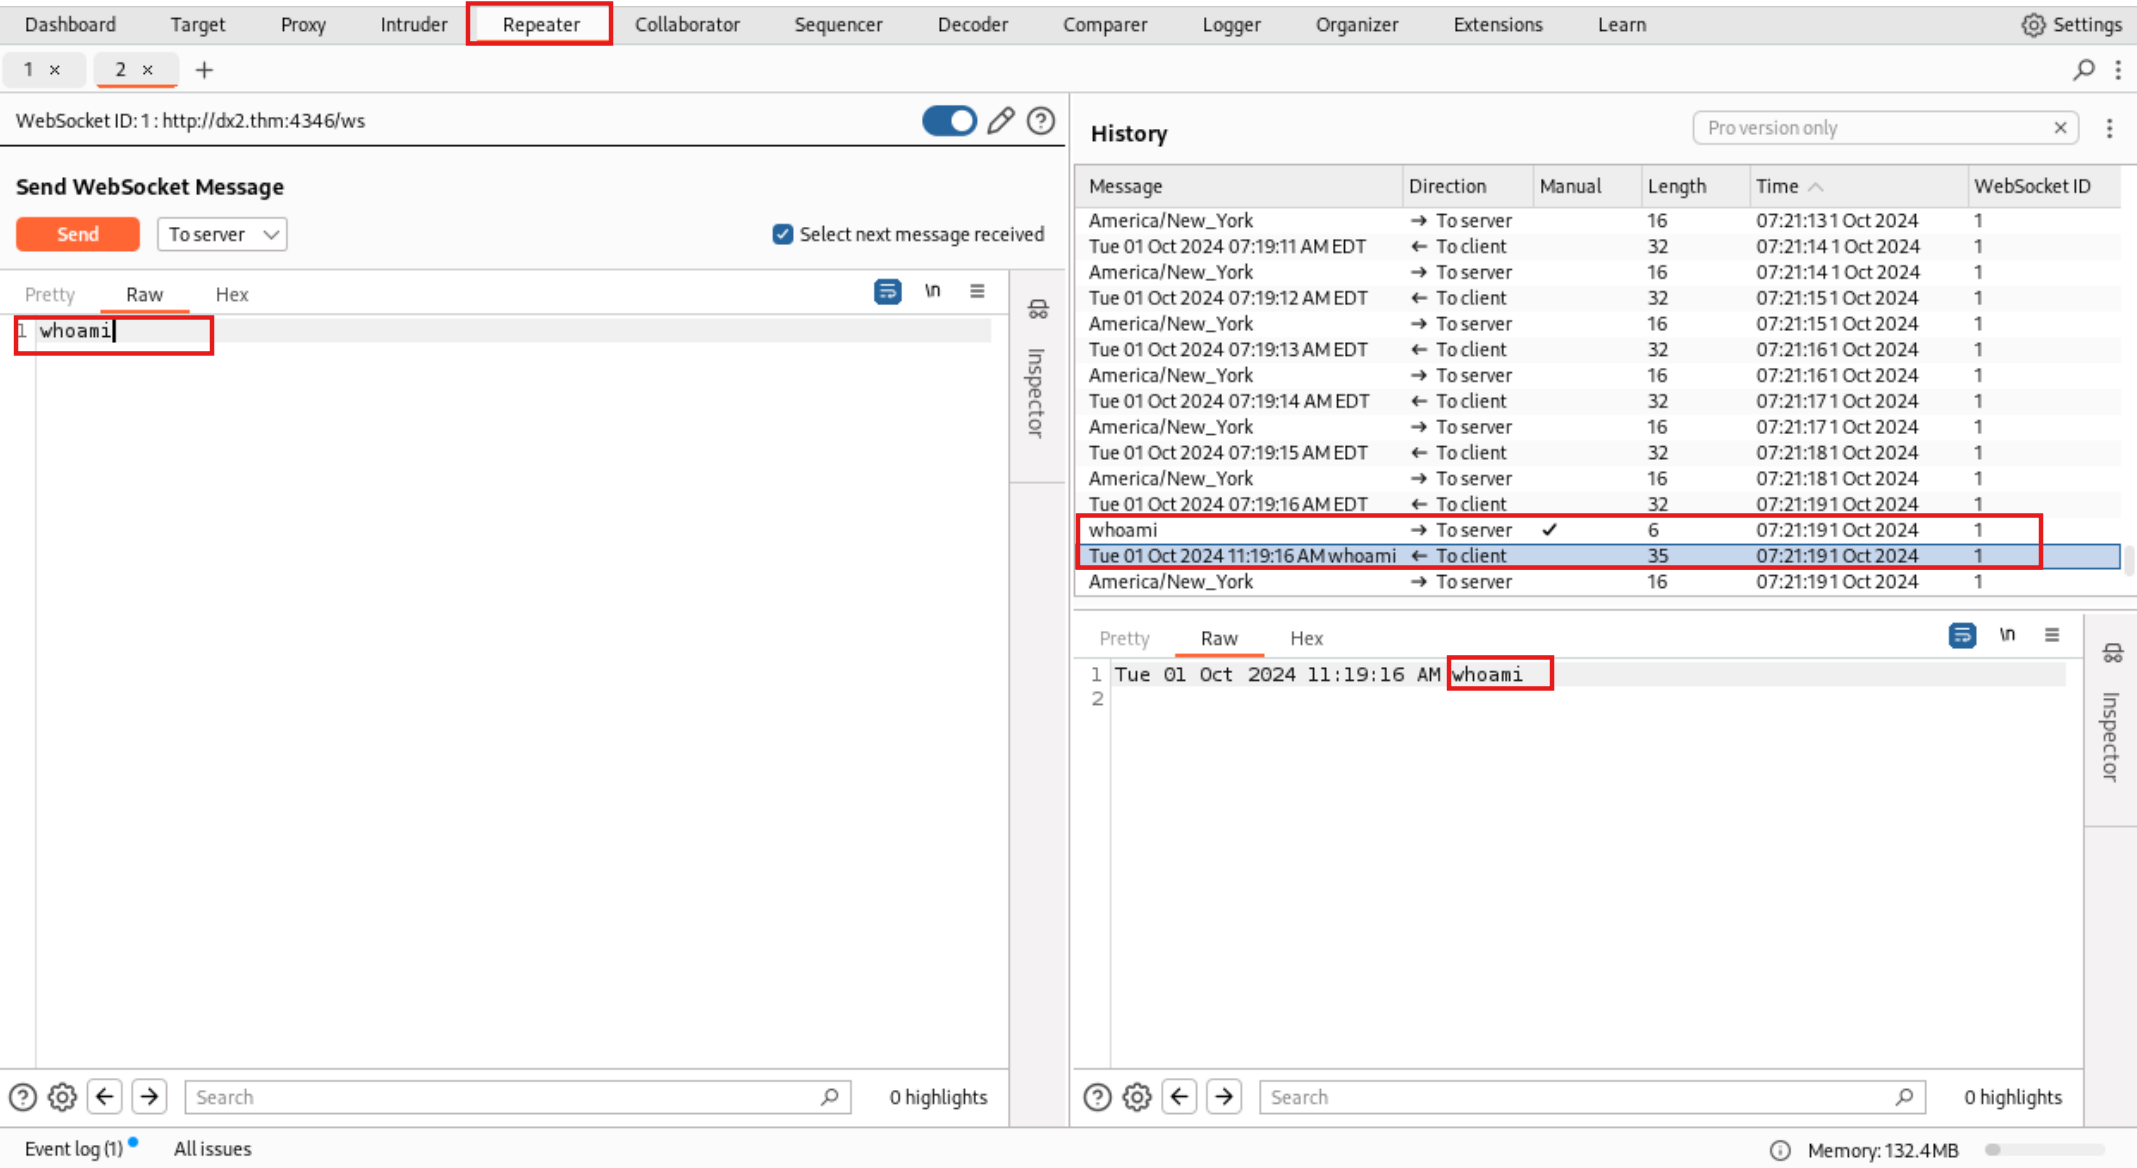 Dashboard Target Proxy Intruder Repeater Collaborator Sequencer Decoder Comparer Logger Organizer Extensions Learn Settings
1 × 2 × +
WebSocket ID: 1 : http://dx2.thm:4346/ws
Send WebSocket Message
Send To server Select next message received
Pretty Raw Hex \n
1 whoami
Inspector
Search 0 highlights
History Pro version only
Message Direction Manual Length Time WebSocket ID
America/New_York → To server 16 07:21:13 1 Oct 2024 1
Tue 01 Oct 2024 07:19:11 AM EDT ← To client 32 07:21:14 1 Oct 2024 1
America/New_York → To server 16 07:21:14 1 Oct 2024 1
Tue 01 Oct 2024 07:19:12 AM EDT ← To client 32 07:21:15 1 Oct 2024 1
America/New_York → To server 16 07:21:15 1 Oct 2024 1
Tue 01 Oct 2024 07:19:13 AM EDT ← To client 32 07:21:16 1 Oct 2024 1
America/New_York → To server 16 07:21:16 1 Oct 2024 1
Tue 01 Oct 2024 07:19:14 AM EDT ← To client 32 07:21:17 1 Oct 2024 1
America/New_York → To server 16 07:21:17 1 Oct 2024 1
Tue 01 Oct 2024 07:19:15 AM EDT ← To client 32 07:21:18 1 Oct 2024 1
America/New_York → To server 16 07:21:18 1 Oct 2024 1
Tue 01 Oct 2024 07:19:16 AM EDT ← To client 32 07:21:19 1 Oct 2024 1
whoami → To server ✓ 6 07:21:19 1 Oct 2024 1
Tue 01 Oct 2024 11:19:16 AM whoami ← To client 35 07:21:19 1 Oct 2024 1
America/New_York → To server 16 07:21:19 1 Oct 2024 1
Pretty Raw Hex \n
1 Tue 01 Oct 2024 11:19:16 AM whoami
2
Inspector
Search 0 highlights
Event log (1) All issues Memory: 132.4MB